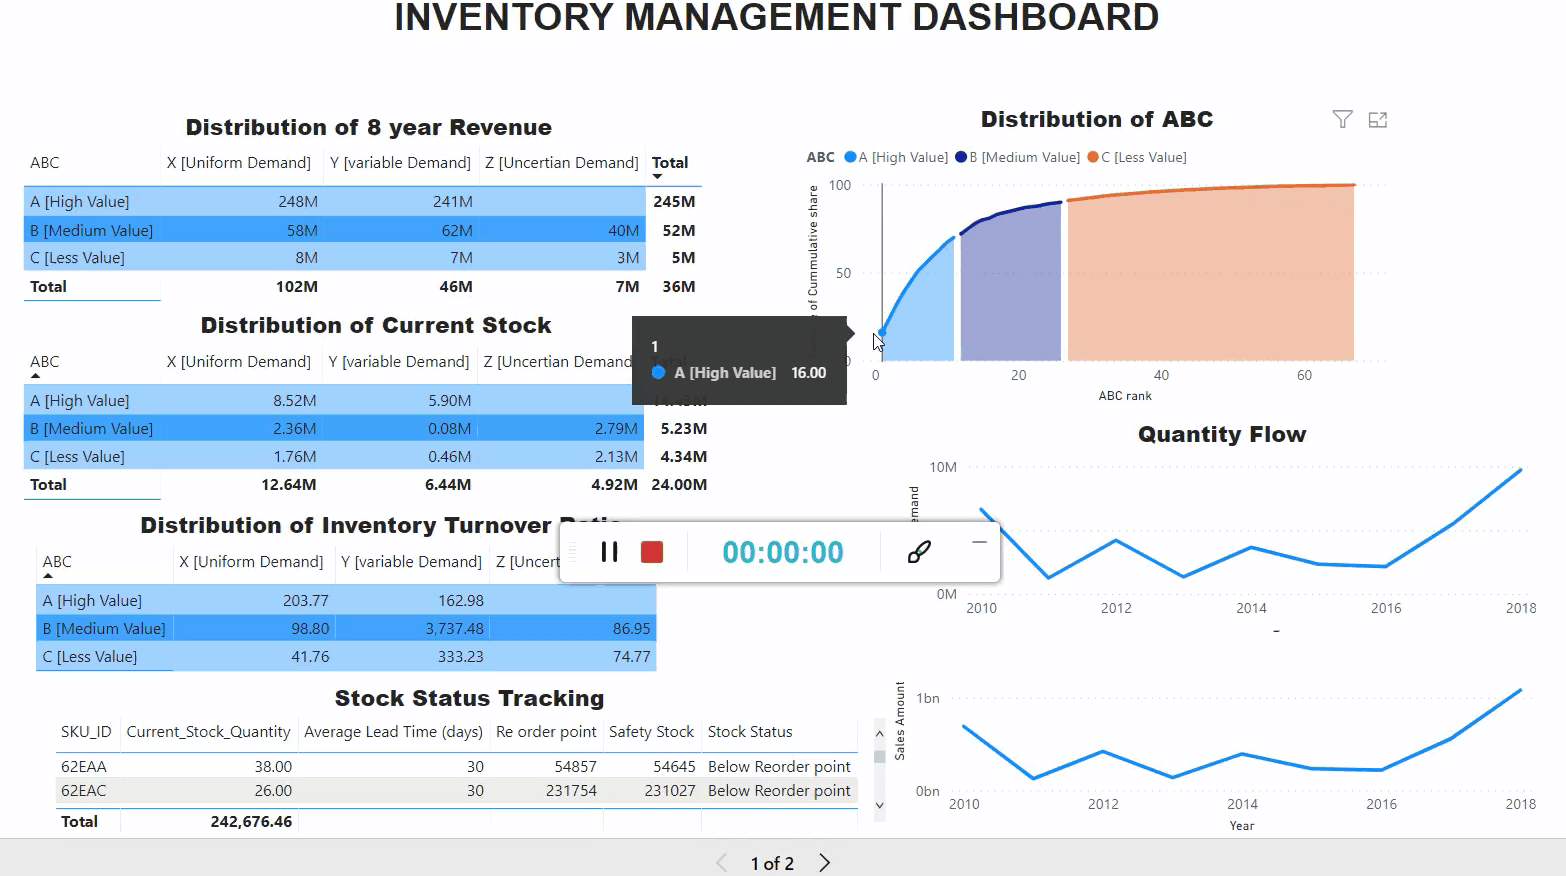 INVENTORY MANAGEMENT DASHBOARD
Distribution of 8 year Revenue
ABC X [Uniform Demand] Y [variable Demand] Z [Uncertian Demand] Total
A [High Value] 248M 241M 245M
B [Medium Value] 58M 62M 40M 52M
C [Less Value] 8M 7M 3M 5M
Total 102M 46M 7M 36M
Distribution of Current Stock
ABC X [Uniform Demand] Y [variable Demand] Z [Uncertian Demand]
A [High Value] 8.52M 5.90M
B [Medium Value] 2.36M 0.08M 2.79M 5.23M
C [Less Value] 1.76M 0.46M 2.13M 4.34M
Total 12.64M 6.44M 4.92M 24.00M
Distribution of Inventory Turnover
ABC X [Uniform Demand] Y [variable Demand] Z [Uncert
A [High Value] 203.77 162.98
B [Medium Value] 98.80 3,737.48 86.95
C [Less Value] 41.76 333.23 74.77
Stock Status Tracking
SKU_ID Current_Stock_Quantity Average Lead Time (days) Re order point Safety Stock Stock Status
62EAA 38.00 30 54857 54645 Below Reorder point
62EAC 26.00 30 231754 231027 Below Reorder point
Total 242,676.46
Distribution of ABC
ABC A [High Value] B [Medium Value] C [Less Value]
of Cummulative share
100
50
0
0 20 40 60
ABC rank
1
A [High Value] 16.00
Quantity Flow
emand
10M
0M
2010 2012 2014 2016 2018
00:00:00
Sales Amount
1bn
0bn
2010 2012 2014 2016 2018
Year
1 of 2